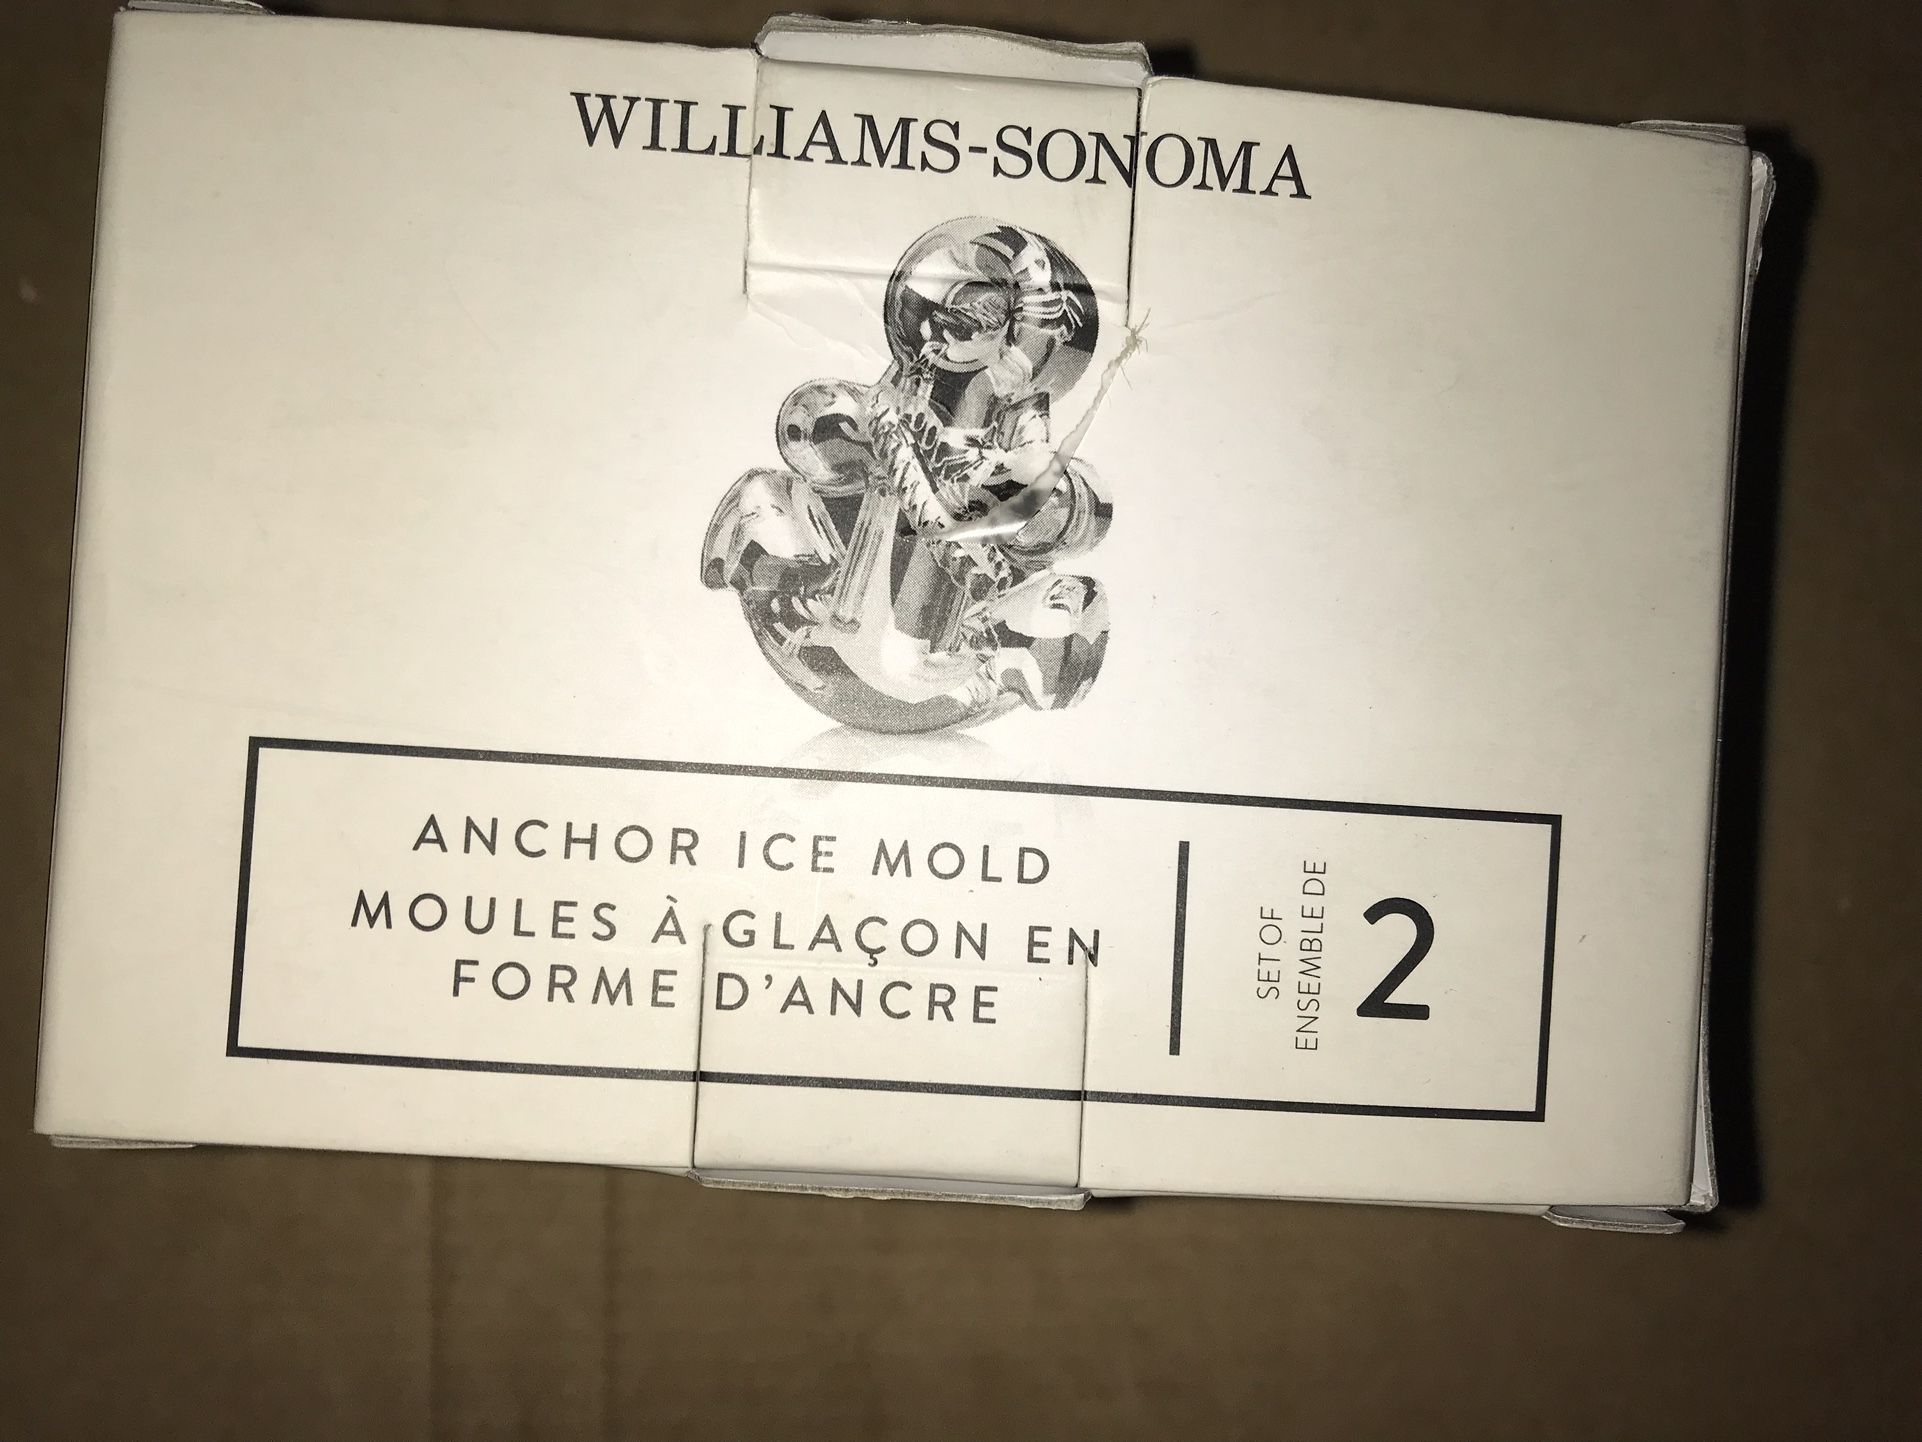 WILLIAMS-SONOMA
ANCHOR ICE MOLD
MOULES À GLAÇON EN
FORME D'ANCRE
SET OF
ENSEMBLE DE
2